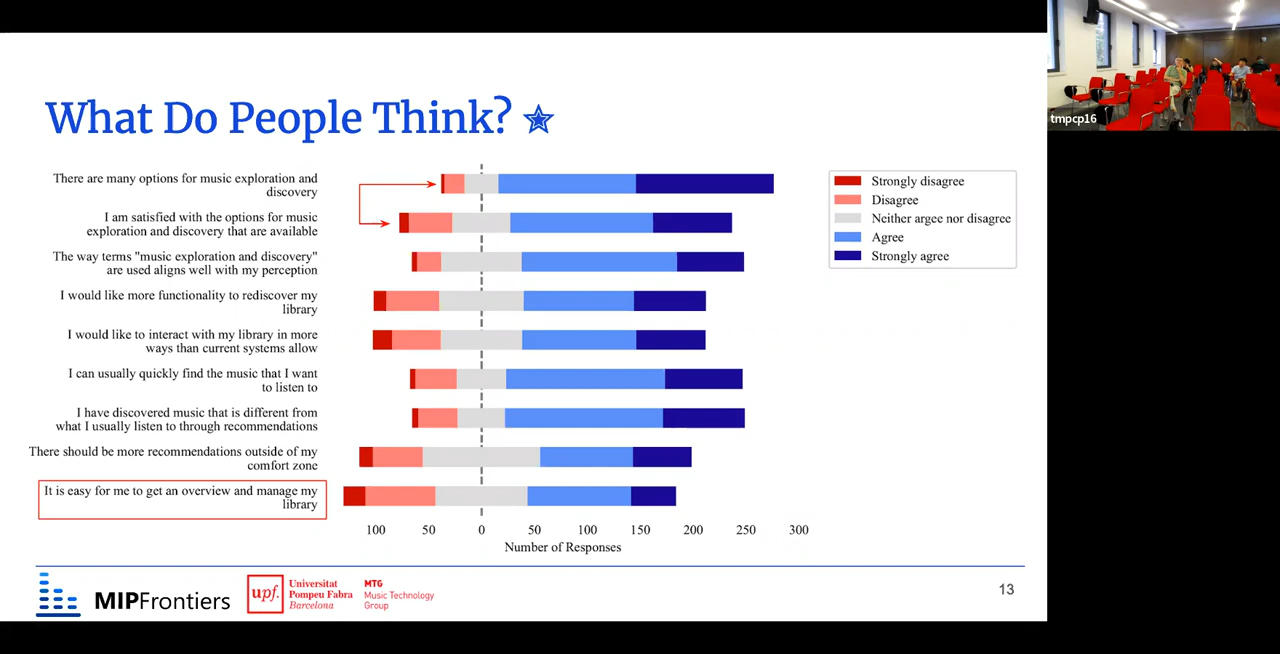 What Do People Think?
There are many options for music exploration and
discovery
I am satisfied with the options for music
exploration and discovery that are available
The way terms "music exploration and discovery"
are used aligns well with my perception
I would like more functionality to rediscover my
library
I would like to interact with my library in more
ways than current systems allow
I can usually quickly find the music that I want
to listen to
I have discovered music that is different from
what I usually listen to through recommendations
There should be more recommendations outside of my
comfort zone
It is easy for me to get an overview and manage my
library
100 50 0 50 100 150 200 250 300
Number of Responses
Strongly disagree
Disagree
Neither argee nor disagree
Agree
Strongly agree
tmpcp16
MIPFrontiers
upf.
Universitat
Pompeu Fabra
Barcelona
MTG
Music Technology
Group
13